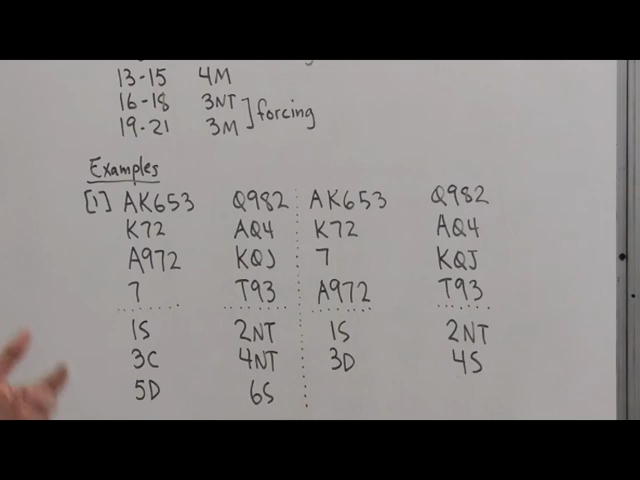 13-15 4M
16-18 3NT ] forcing
19-21 3M
Examples
[1] AK653 Q982 AK653 Q982
K72 AQ4 K72 AQ4
A972 KQJ 7 KQJ
7 T93 A972 T93
1S 2NT 1S 2NT
3C 4NT 3D 4S
5D 6S